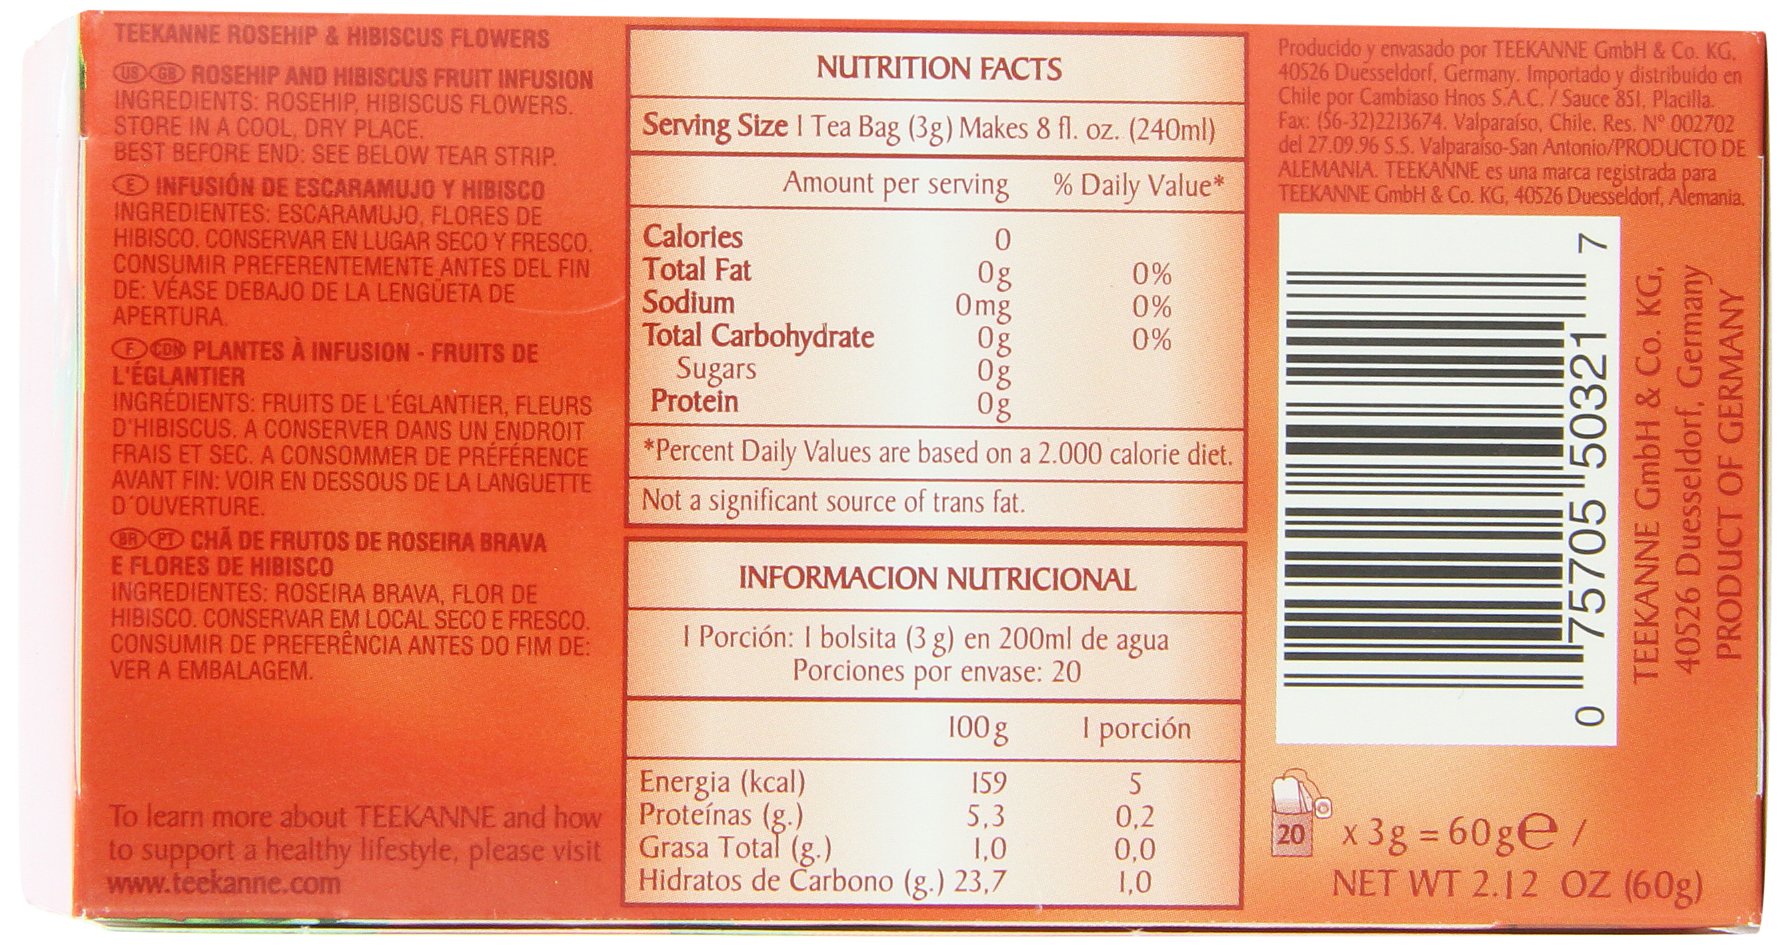 TEEKANNE ROSEHIP & HIBISCUS FLOWERS
US GB ROSEHIP AND HIBISCUS FRUIT INFUSION
INGREDIENTS: ROSEHIP, HIBISCUS FLOWERS.
STORE IN A COOL, DRY PLACE.
BEST BEFORE END: SEE BELOW TEAR STRIP.
E INFUSIÓN DE ESCARAMUJO Y HIBISCO
INGREDIENTES: ESCARAMUJO, FLORES DE
HIBISCO. CONSERVAR EN LUGAR SECO Y FRESCO.
CONSUMIR PREFERENTEMENTE ANTES DEL FIN
DE: VÉASE DEBAJO DE LA LENGÜETA DE
APERTURA.
F CDN PLANTES À INFUSION - FRUITS DE
L'ÉGLANTIER
INGRÉDIENTS: FRUITS DE L'ÉGLANTIER, FLEURS
D'HIBISCUS. A CONSERVER DANS UN ENDROIT
FRAIS ET SEC. A CONSOMMER DE PRÉFÉRENCE
AVANT FIN: VOIR EN DESSOUS DE LA LANGUETTE
D´OUVERTURE.
BR PT CHÃ DE FRUTOS DE ROSEIRA BRAVA
E FLORES DE HIBISCO
INGREDIENTES: ROSEIRA BRAVA, FLOR DE
HIBISCO. CONSERVAR EM LOCAL SECO E FRESCO.
CONSUMIR DE PREFERÊNCIA ANTES DO FIM DE:
VER A EMBALAGEM.
To learn more about TEEKANNE and how
to support a healthy lifestyle, please visit
www.teekanne.com
NUTRITION FACTS
Serving Size 1 Tea Bag (3g) Makes 8 fl. oz. (240ml)
Amount per serving % Daily Value*
Calories 0
Total Fat 0g 0%
Sodium 0mg 0%
Total Carbohydrate 0g 0%
Sugars 0g
Protein 0g
*Percent Daily Values are based on a 2.000 calorie diet.
Not a significant source of trans fat.
INFORMACION NUTRICIONAL
1 Porción: 1 bolsita (3 g) en 200ml de agua
Porciones por envase: 20
100g 1 porción
Energia (kcal) 159 5
Proteínas (g.) 5,3 0,2
Grasa Total (g.) 1,0 0,0
Hidratos de Carbono (g.) 23,7 1,0
Producido y envasado por TEEKANNE GmbH & Co. KG,
40526 Duesseldorf, Germany. Importado y distribuido en
Chile por Cambiaso Hnos S.A.C. / Sauce 851, Placilla.
Fax: (56-32)2213674. Valparaíso, Chile. Res. Nº 002702
del 27.09.96 S.S. Valparaíso-San Antonio/PRODUCTO DE
ALEMANIA. TEEKANNE es una marca registrada para
TEEKANNE GmbH & Co. KG, 40526 Duesseldorf, Alemania.
0 75705 50321 7
TEEKANNE GmbH & Co. KG,
40526 Duesseldorf, Germany
PRODUCT OF GERMANY
20 x 3g = 60g e /
NET WT 2.12 OZ (60g)